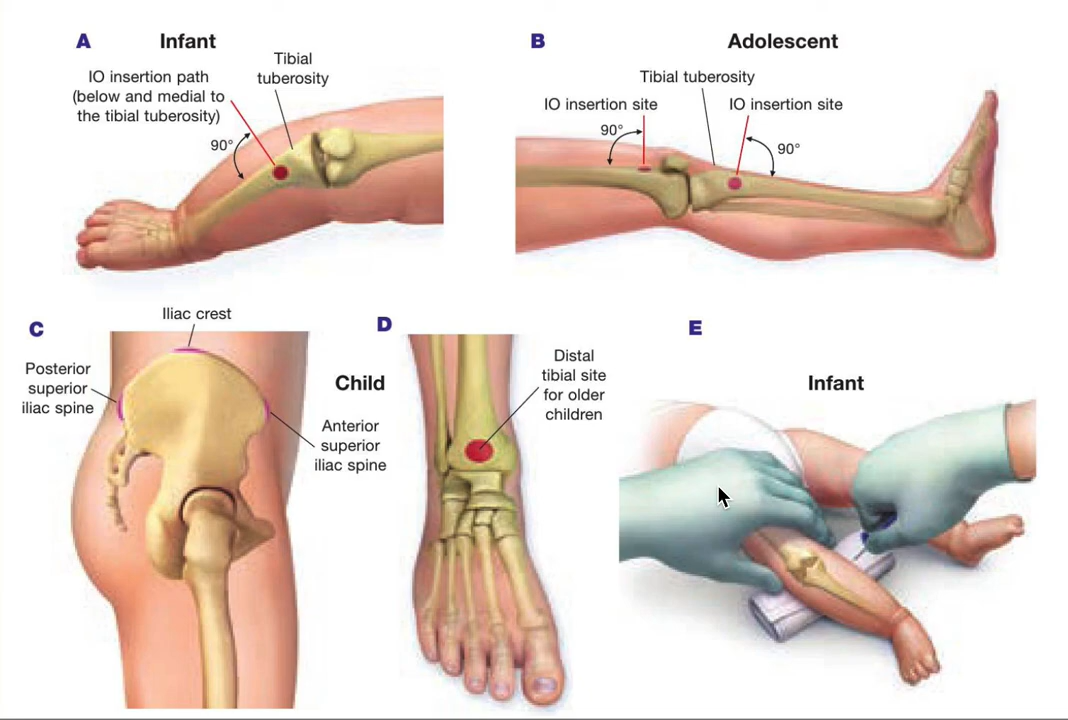 A
Infant
IO insertion path
(below and medial to
the tibial tuberosity)
Tibial
tuberosity
90°
B
Adolescent
Tibial tuberosity
IO insertion site
IO insertion site
90°
90°
C
Iliac crest
Posterior
superior
iliac spine
Child
Anterior
superior
iliac spine
D
Distal
tibial site
for older
children
E
Infant